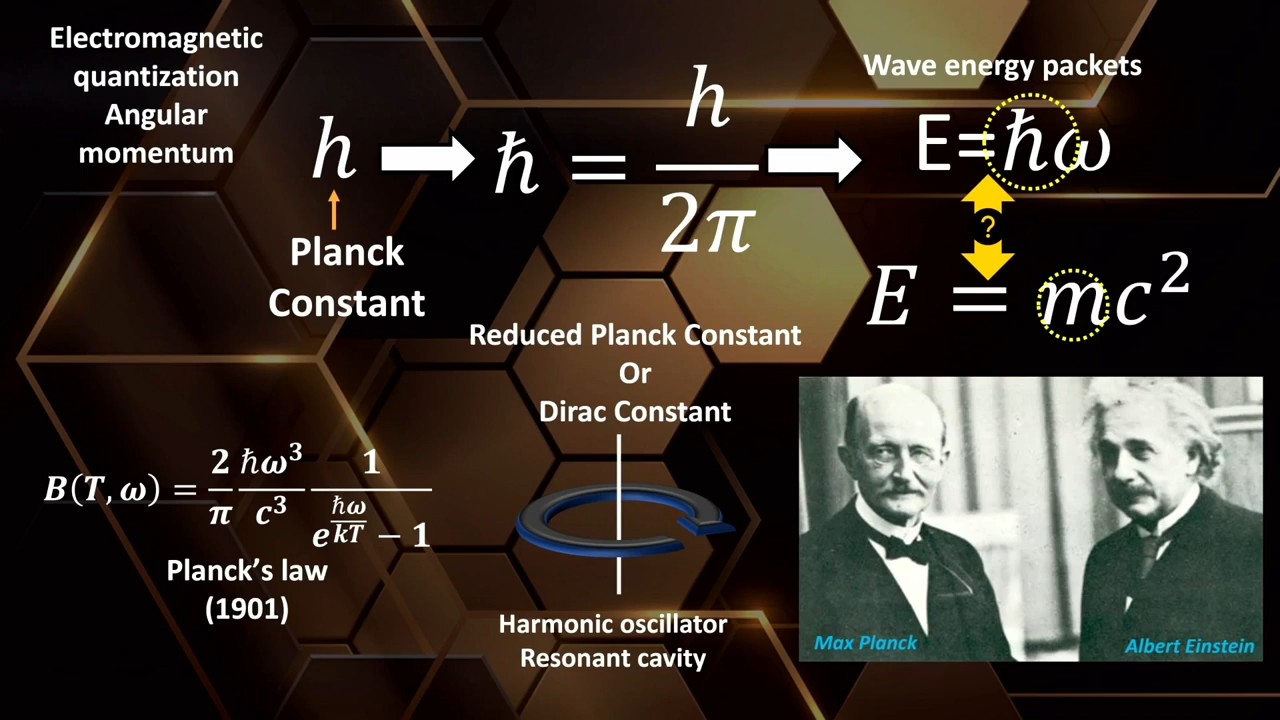 Electromagnetic
quantization
Angular
momentum
h
Planck
Constant
ℏ = h / 2π
Reduced Planck Constant
Or
Dirac Constant
Wave energy packets
E=ℏω
?
E = mc²
B(T, ω) = 2/π ℏω³/c³ 1/(e^(ℏω/kT) − 1)
Planck’s law
(1901)
Harmonic oscillator
Resonant cavity
Max Planck
Albert Einstein